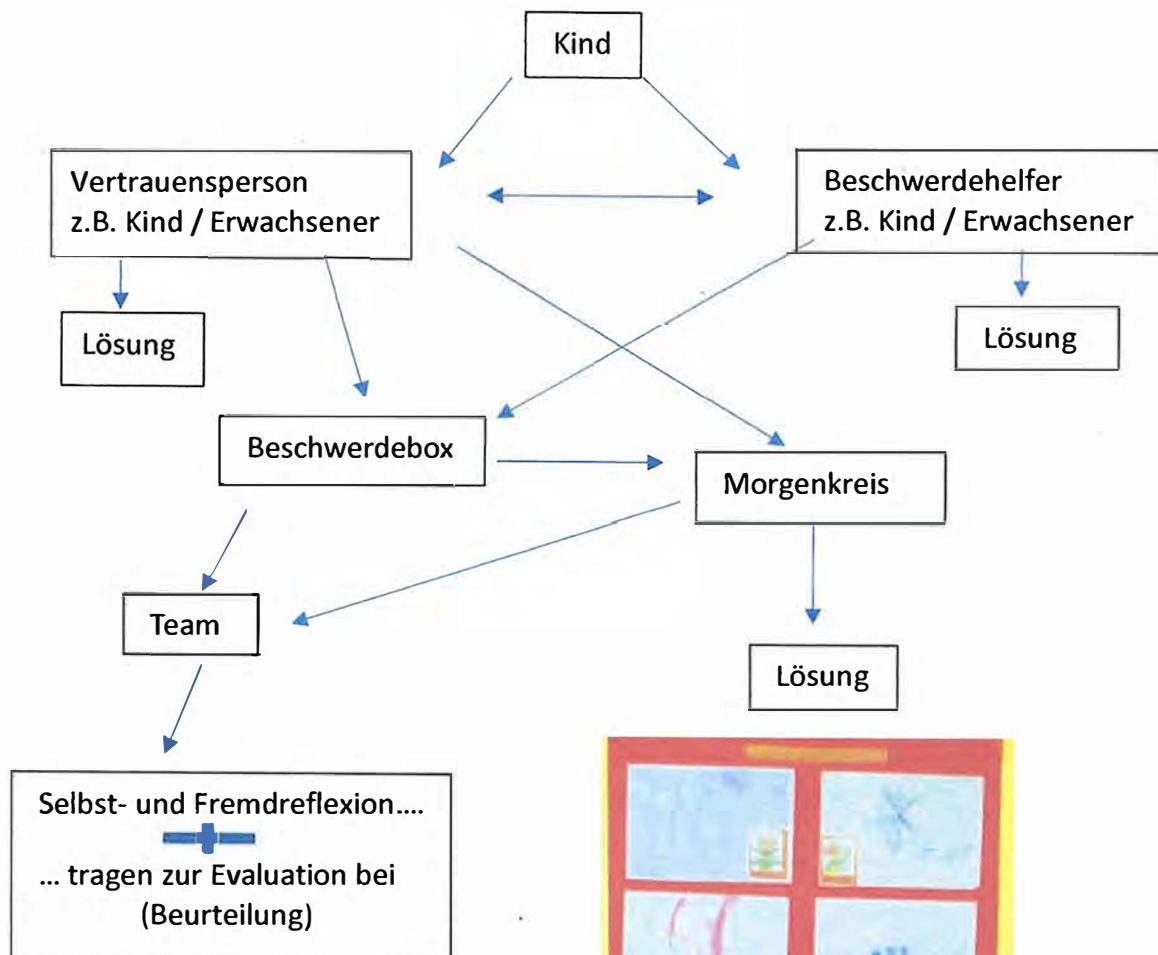 Kind
Vertrauensperson
z.B. Kind / Erwachsener
Beschwerdehelfer
z.B. Kind / Erwachsener
Lösung
Lösung
Beschwerdebox
Morgenkreis
Team
Lösung
Selbst- und Fremdreflexion....
... tragen zur Evaluation bei
(Beurteilung)